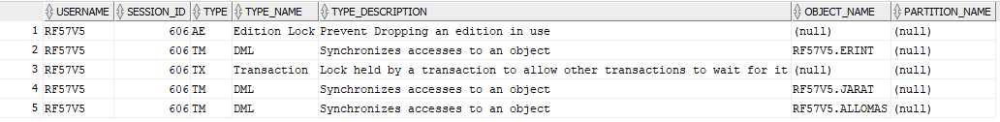 USERNAME SESSION_ID TYPE TYPE_NAME TYPE_DESCRIPTION OBJECT_NAME PARTITION_NAME
1 RF57V5 606 AE Edition Lock Prevent Dropping an edition in use (null) (null)
2 RF57V5 606 TM DML Synchronizes accesses to an object RF57V5.ERINT (null)
3 RF57V5 606 TX Transaction Lock held by a transaction to allow other transactions to wait for it (null) (null)
4 RF57V5 606 TM DML Synchronizes accesses to an object RF57V5.JARAT (null)
5 RF57V5 606 TM DML Synchronizes accesses to an object RF57V5.ALLOMAS (null)